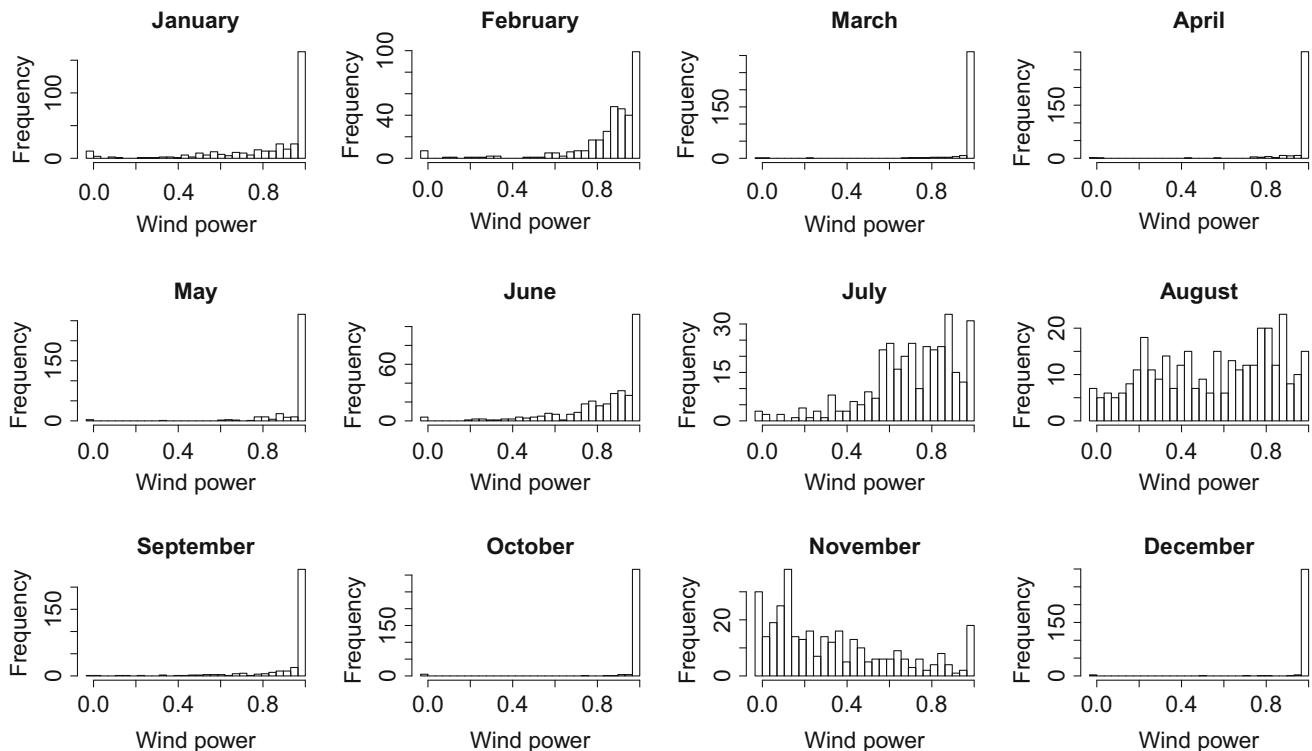 January February March April
Frequency 0 100 Frequency 0 40 100 Frequency 0 150 Frequency 0 150
0.0 0.4 0.8 0.0 0.4 0.8 0.0 0.4 0.8 0.0 0.4 0.8
Wind power Wind power Wind power Wind power
May June July August
Frequency 0 150 Frequency 0 60 Frequency 0 15 30 Frequency 0 10 20
0.0 0.4 0.8 0.0 0.4 0.8 0.0 0.4 0.8 0.0 0.4 0.8
Wind power Wind power Wind power Wind power
September October November December
Frequency 0 150 Frequency 0 150 Frequency 0 20 Frequency 0 150
0.0 0.4 0.8 0.0 0.4 0.8 0.0 0.4 0.8 0.0 0.4 0.8
Wind power Wind power Wind power Wind power